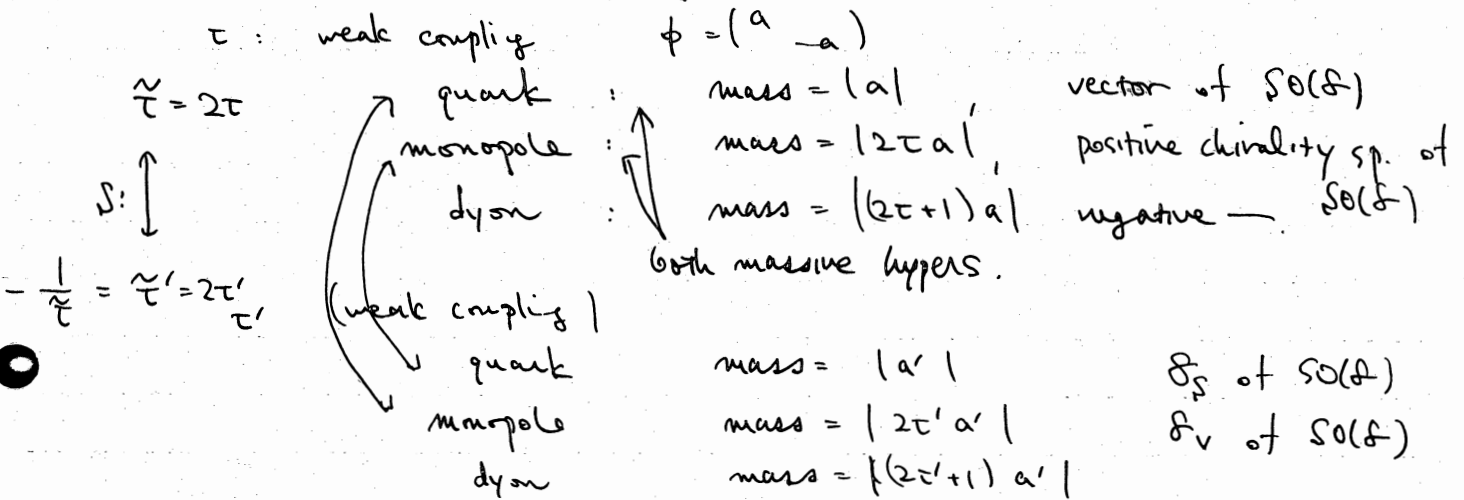 τ : weak coupling φ = (a -a)
τ̃ = 2τ quark : mass = |a|, vector of SO(8)
monopole : mass = |2τa|, positive chirality sp. of
S: dyon : mass = |(2τ+1)a| negative — SO(8)
both massive hypers.
-1/τ̃ = τ̃' = 2τ' τ' (weak coupling)
quark mass = |a'| 8_S of SO(8)
monopole mass = |2τ'a'| 8_V of SO(8)
dyon mass = |(2τ'+1)a'|